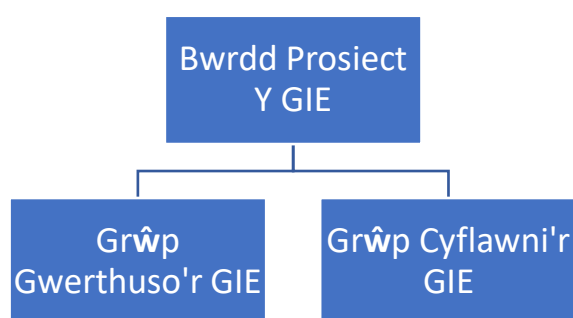 Bwrdd Prosiect
Y GIE
Grŵp
Gwerthuso'r GIE
Grŵp Cyflawni'r
GIE